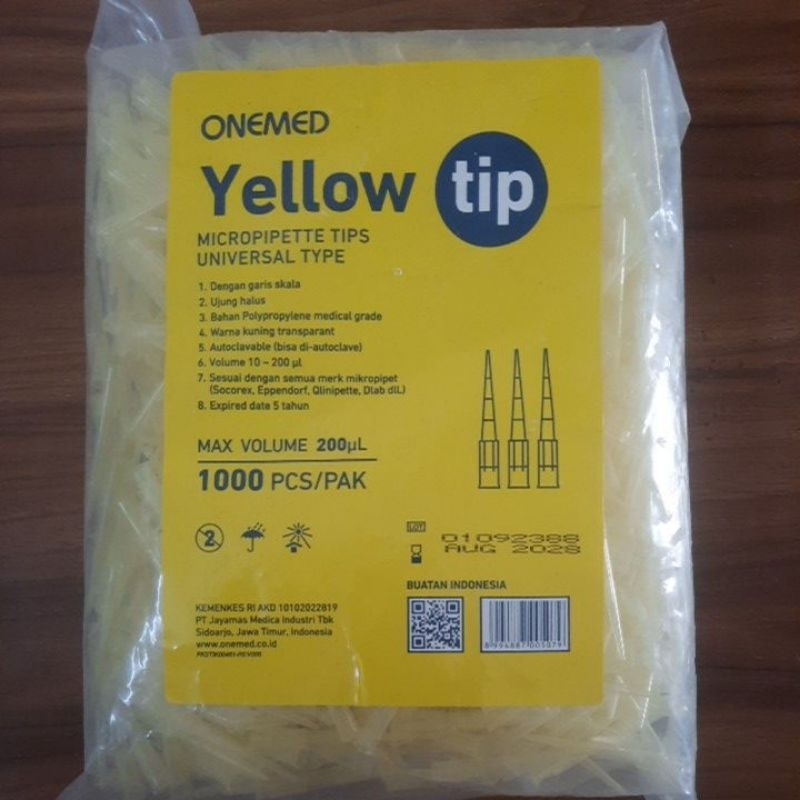 ONEMED
Yellow tip
MICROPIPETTE TIPS
UNIVERSAL TYPE
1. Dengan garis skala
2. Ujung halus
3. Bahan Polypropylene medical grade
4. Warna kuning transparant
5. Autoclavable (bisa di-autoclave)
6. Volume 10 – 200 µl
7. Sesuai dengan semua merk mikropipet
(Socorex, Eppendorf, Qlinipette, Dlab dll.)
8. Expired date 5 tahun
MAX VOLUME 200µL
1000 PCS/PAK
2
LOT 01092388
AUG 2028
BUATAN INDONESIA
KEMENKES RI AKD 10102022819
PT Jayamas Medica Industri Tbk
Sidoarjo, Jawa Timur, Indonesia
www.onemed.co.id
8 994887 005079